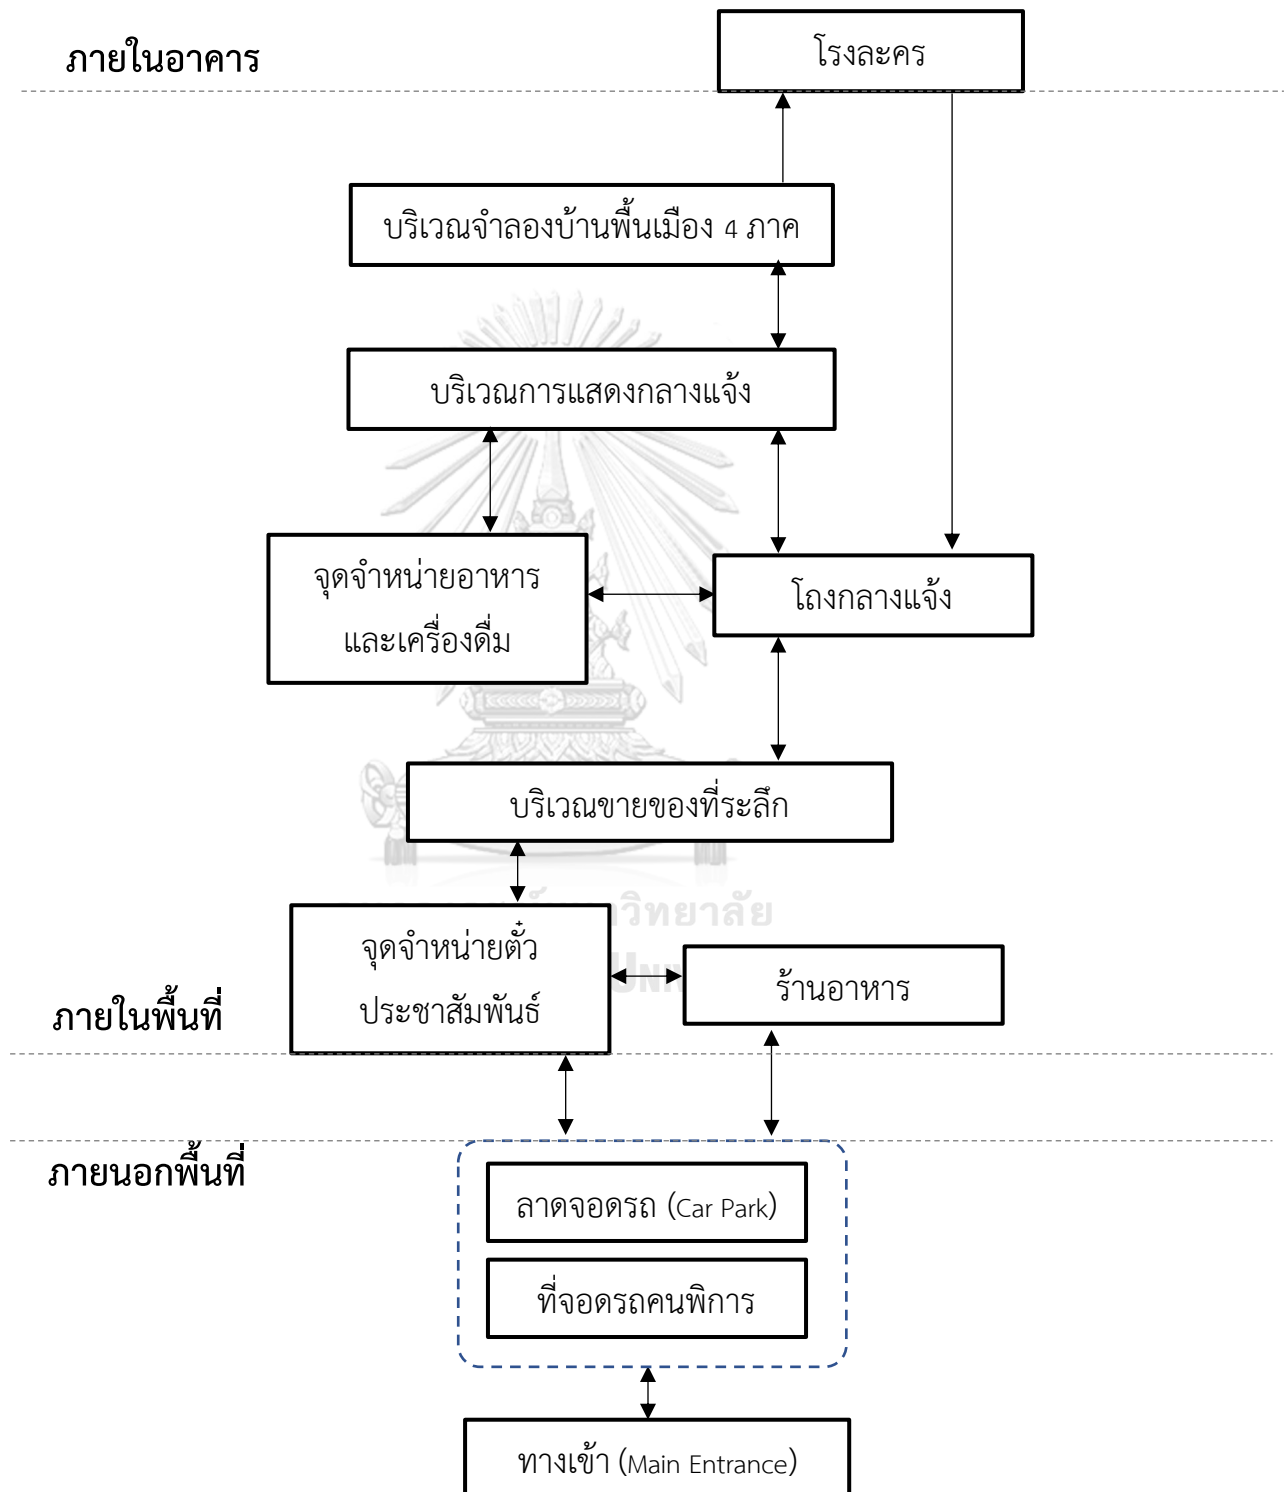 ภายในอาคาร
โรงละคร
บริเวณจำลองบ้านพื้นเมือง 4 ภาค
บริเวณการแสดงกลางแจ้ง
จุดจำหน่ายอาหาร
และเครื่องดื่ม
โถงกลางแจ้ง
บริเวณขายของที่ระลึก
จุดจำหน่ายตั๋ว
ประชาสัมพันธ์
ร้านอาหาร
ภายในพื้นที่
ภายนอกพื้นที่
ลาดจอดรถ (Car Park)
ที่จอดรถคนพิการ
ทางเข้า (Main Entrance)